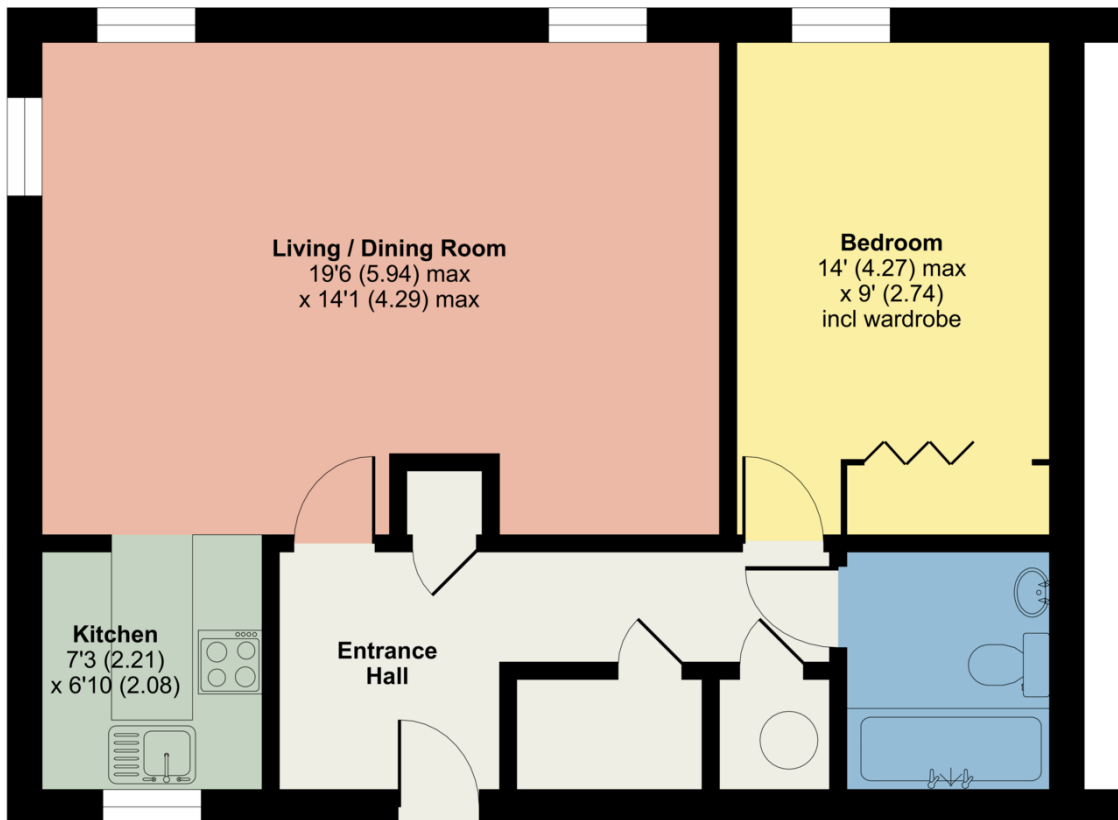 Living / Dining Room
19'6 (5.94) max
x 14'1 (4.29) max
Bedroom
14' (4.27) max
x 9' (2.74)
incl wardrobe
Kitchen
7'3 (2.21)
x 6'10 (2.08)
Entrance
Hall